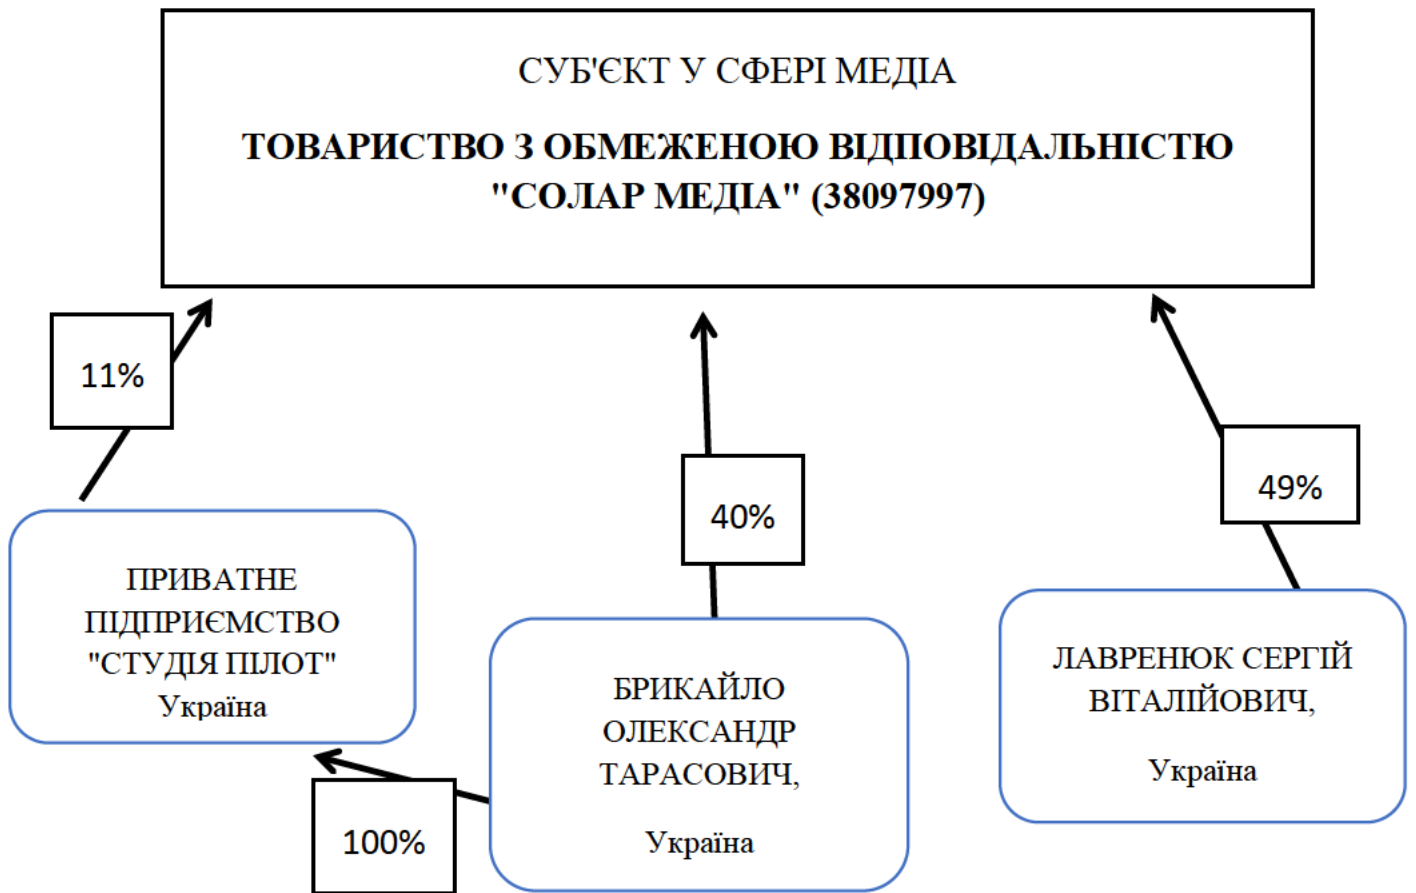 СУБ'ЄКТ У СФЕРІ МЕДІА
ТОВАРИСТВО З ОБМЕЖЕНОЮ ВІДПОВІДАЛЬНІСТЮ
"СОЛАР МЕДІА" (38097997)
11%
40%
49%
ПРИВАТНЕ
ПІДПРИЄМСТВО
"СТУДІЯ ПІЛОТ"
Україна
БРИКАЙЛО
ОЛЕКСАНДР
ТАРАСОВИЧ,
Україна
ЛАВРЕНЮК СЕРГІЙ
ВІТАЛІЙОВИЧ,
Україна
100%